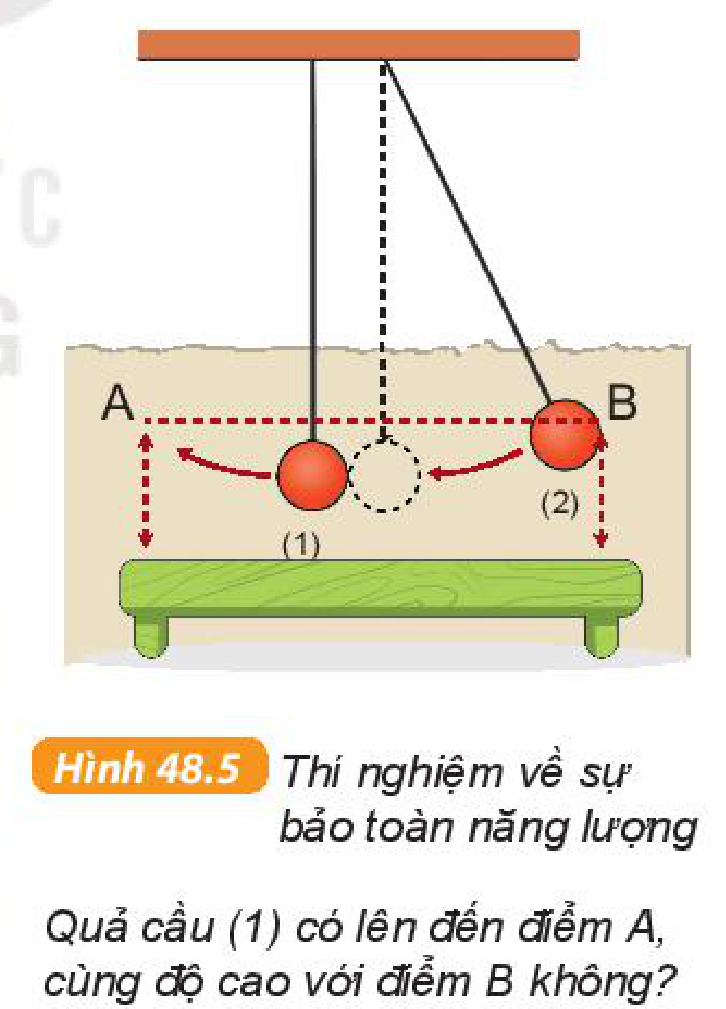 ỨC
G
A
B
(2)
(1)
Hình 48.5 Thí nghiệm về sự
bảo toàn năng lượng
Quả cầu (1) có lên đến điểm A,
cùng độ cao với điểm B không?